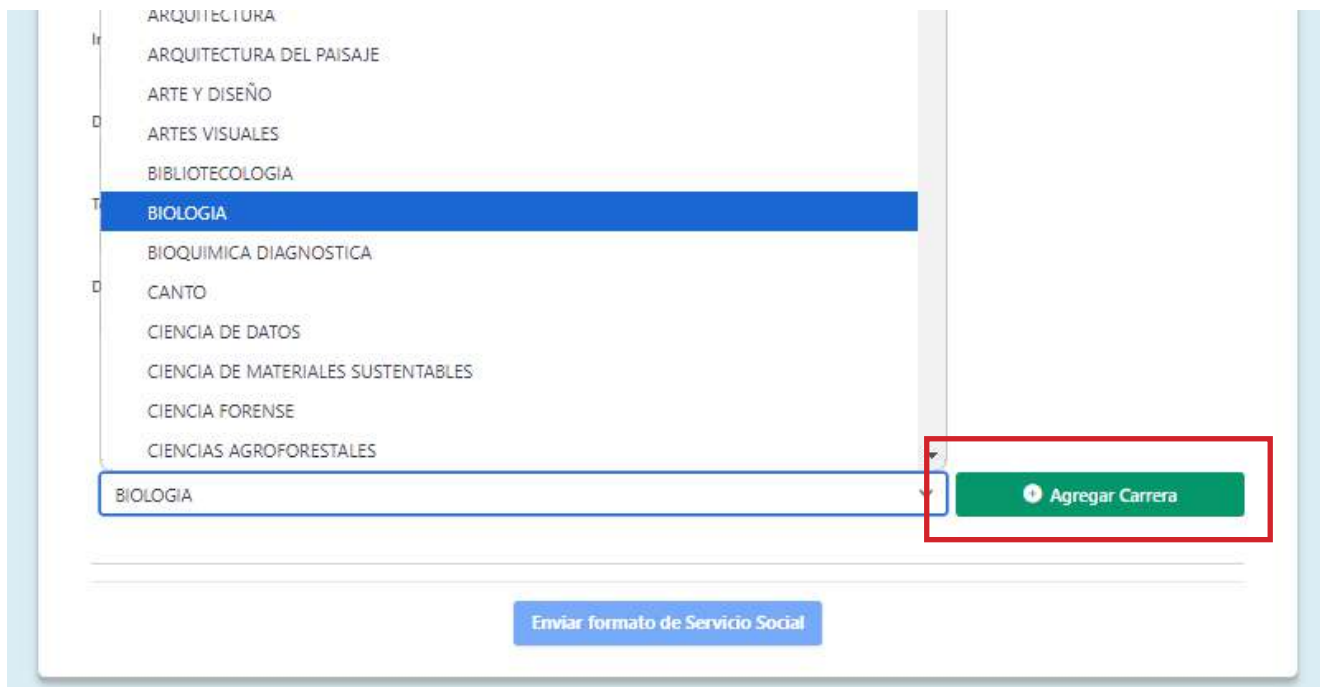 ARQUITECTURA
ARQUITECTURA DEL PAISAJE
ARTE Y DISEÑO
ARTES VISUALES
BIBLIOTECOLOGIA
BIOLOGIA
BIOQUIMICA DIAGNOSTICA
CANTO
CIENCIA DE DATOS
CIENCIA DE MATERIALES SUSTENTABLES
CIENCIA FORENSE
CIENCIAS AGROFORESTALES
BIOLOGIA
Agregar Carrera
Enviar formato de Servicio Social